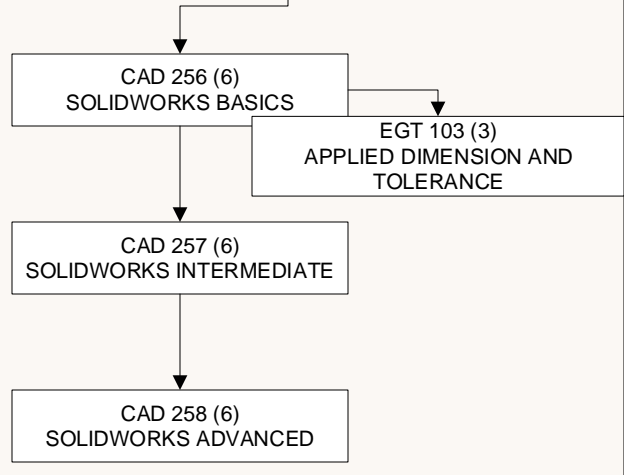 CAD 256 (6)
SOLIDWORKS BASICS
EGT 103 (3)
APPLIED DIMENSION AND
TOLERANCE
CAD 257 (6)
SOLIDWORKS INTERMEDIATE
CAD 258 (6)
SOLIDWORKS ADVANCED